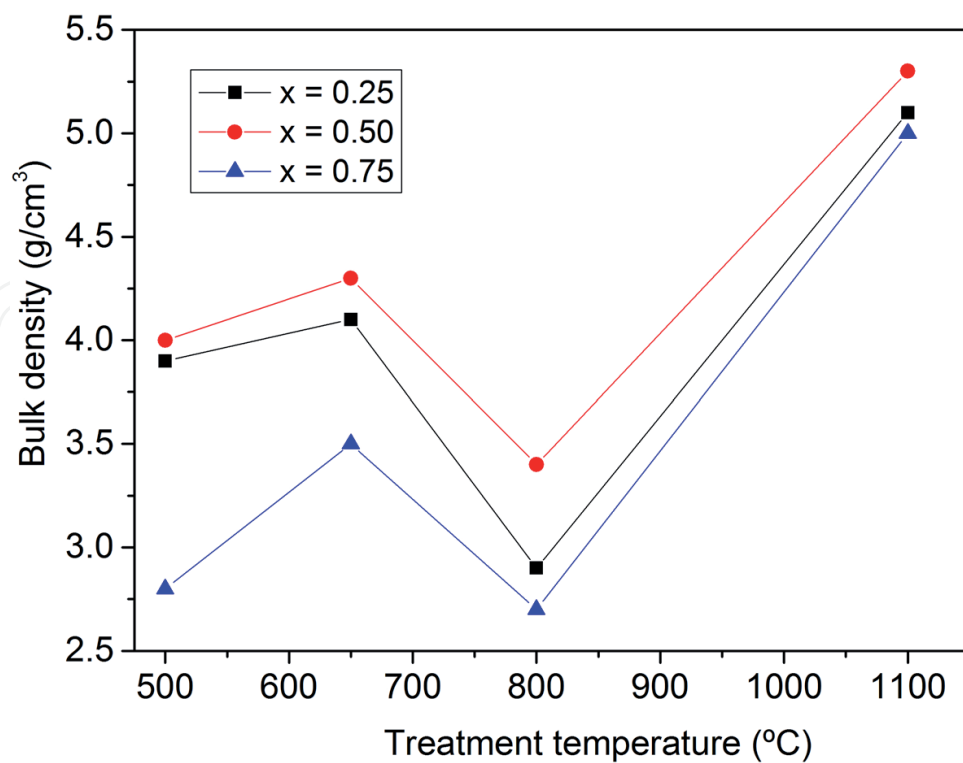 x = 0.25
x = 0.50
x = 0.75
Bulk density (g/cm³)
5.5
5.0
4.5
4.0
3.5
3.0
2.5
500 600 700 800 900 1000 1100
Treatment temperature (ºC)